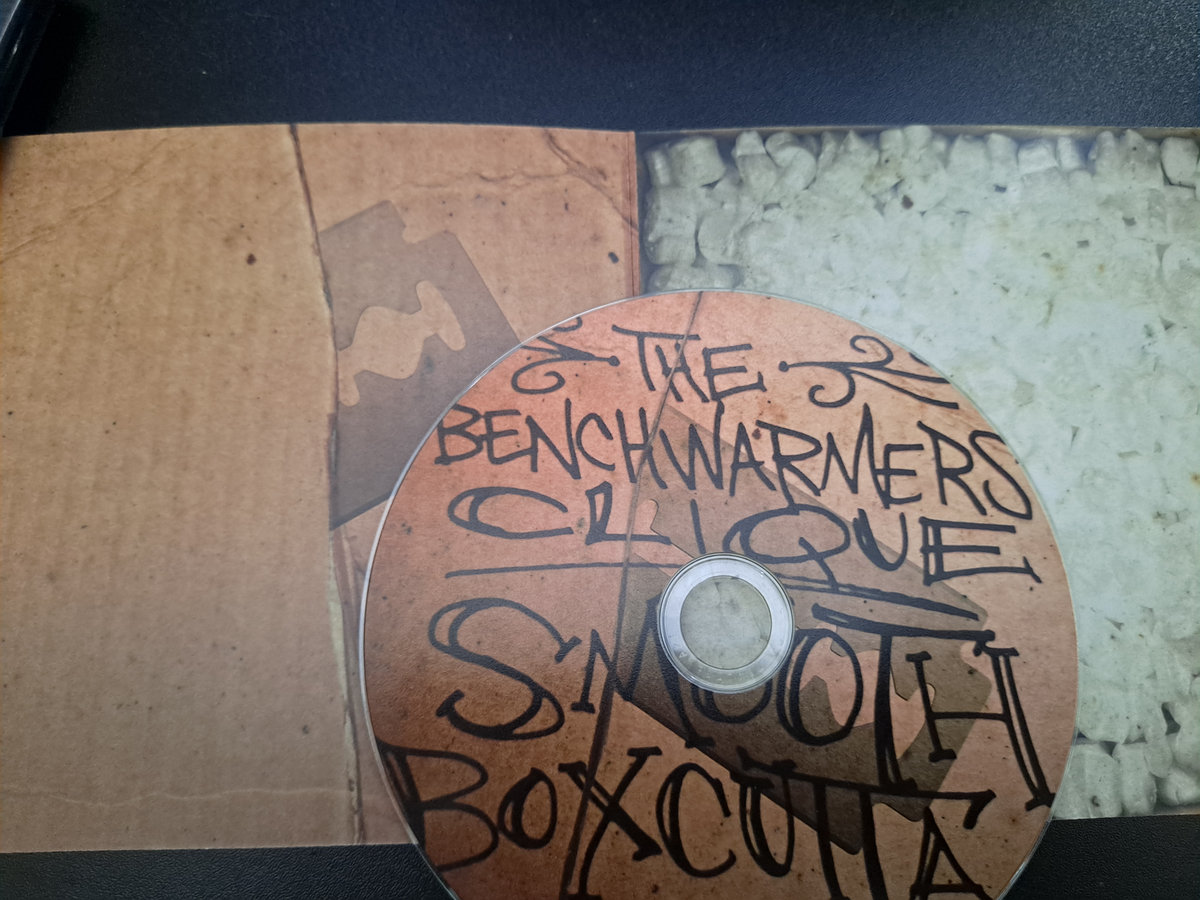 THE
BENCHWARMERS
CLIQUE
SMOOTH
BOXCUTTA